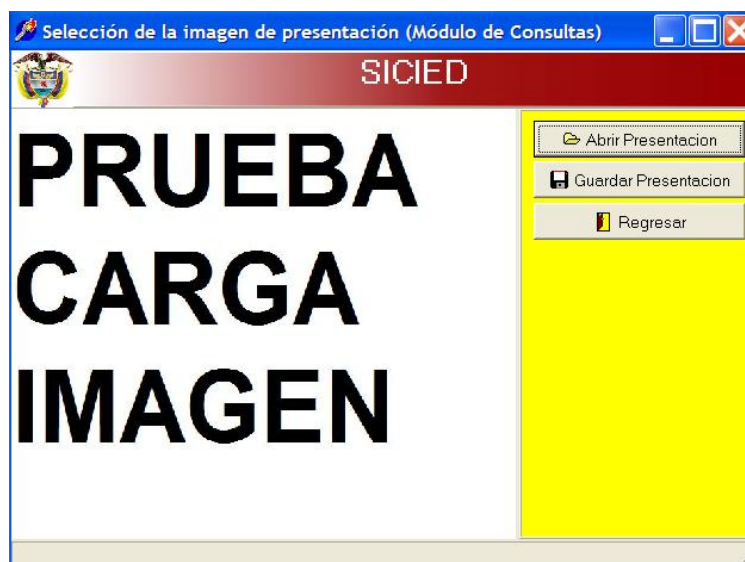 Selección de la imagen de presentación (Módulo de Consultas)
SICIED
PRUEBA
CARGA
IMAGEN
Abrir Presentacion
Guardar Presentacion
Regresar